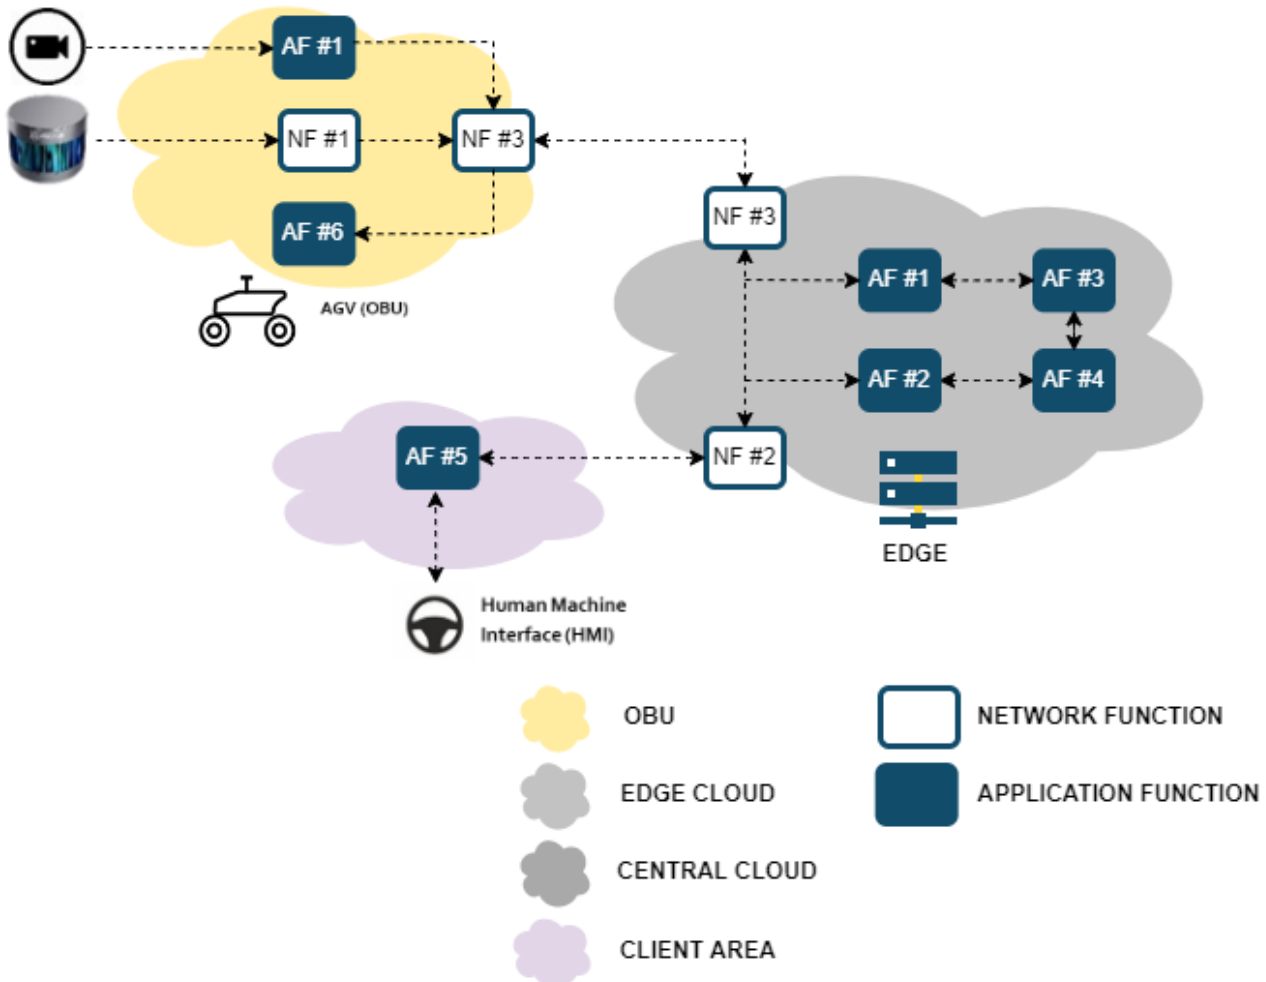 AF #1
NF #1
NF #3
AF #6
AGV (OBU)
NF #3
AF #1
AF #3
AF #2
AF #4
AF #5
NF #2
EDGE
Human Machine
Interface (HMI)
OBU
NETWORK FUNCTION
EDGE CLOUD
APPLICATION FUNCTION
CENTRAL CLOUD
CLIENT AREA